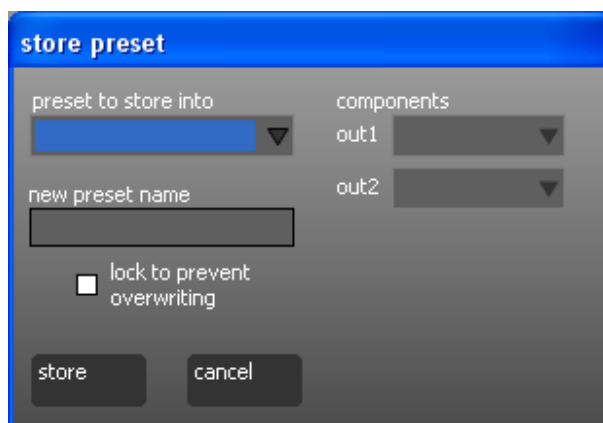 store preset
preset to store into
components
out1
out2
new preset name
lock to prevent
overwriting
store
cancel